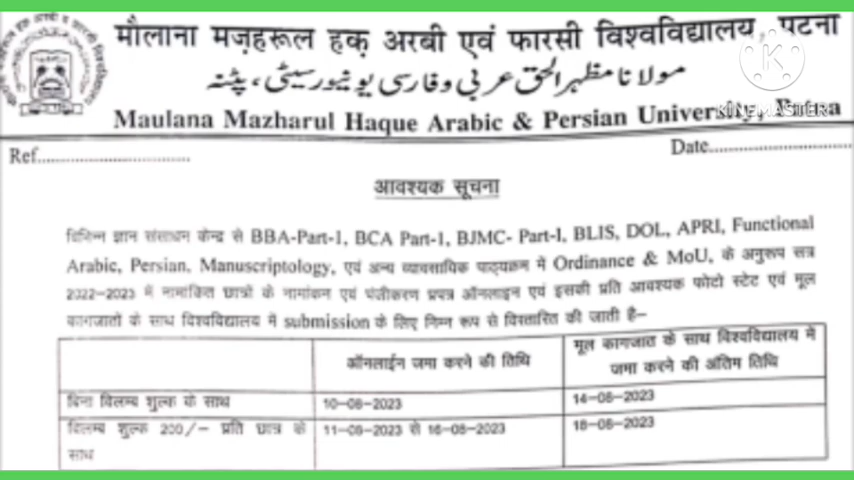 मौलाना मज़हरूल हक़ अरबी एवं फारसी विश्वविद्यालय, पटना
مولانا مظہر الحق عربی و فارسی یونیورسیٹی، پٹنہ
Maulana Mazharul Haque Arabic & Persian University, Patna
KINEMASTER
Ref.......................................
Date.......................................
आवश्यक सूचना
विभिन्न ज्ञान संसाधन केन्द्र से BBA-Part-I, BCA Part-I, BJMC- Part-I, BLIS, DOL, APRI, Functional
Arabic, Persian, Manuscriptology, एवं अन्य व्यावसायिक पाठ्यक्रम में Ordinance & MoU, के अनुरूप सत्र
2022-2023 में नामांकित छात्रों के नामांकन एवं पंजीकरण प्रपत्र ऑनलाइन एवं इसकी प्रति आवश्यक फोटो स्टेट एवं मूल
कागजातों के साथ विश्वविद्यालय में submission के लिए निम्न रूप से विस्तारित की जाती है–
ऑनलाईन जमा करने की तिथि
मूल कागजात के साथ विश्वविद्यालय में
जमा करने की अंतिम तिथि
बिना विलम्ब शुल्क के साथ
10-08-2023
14-08-2023
विलम्ब शुल्क 200/- प्रति छात्र के
साथ
11-08-2023 से 16-08-2023
18-08-2023